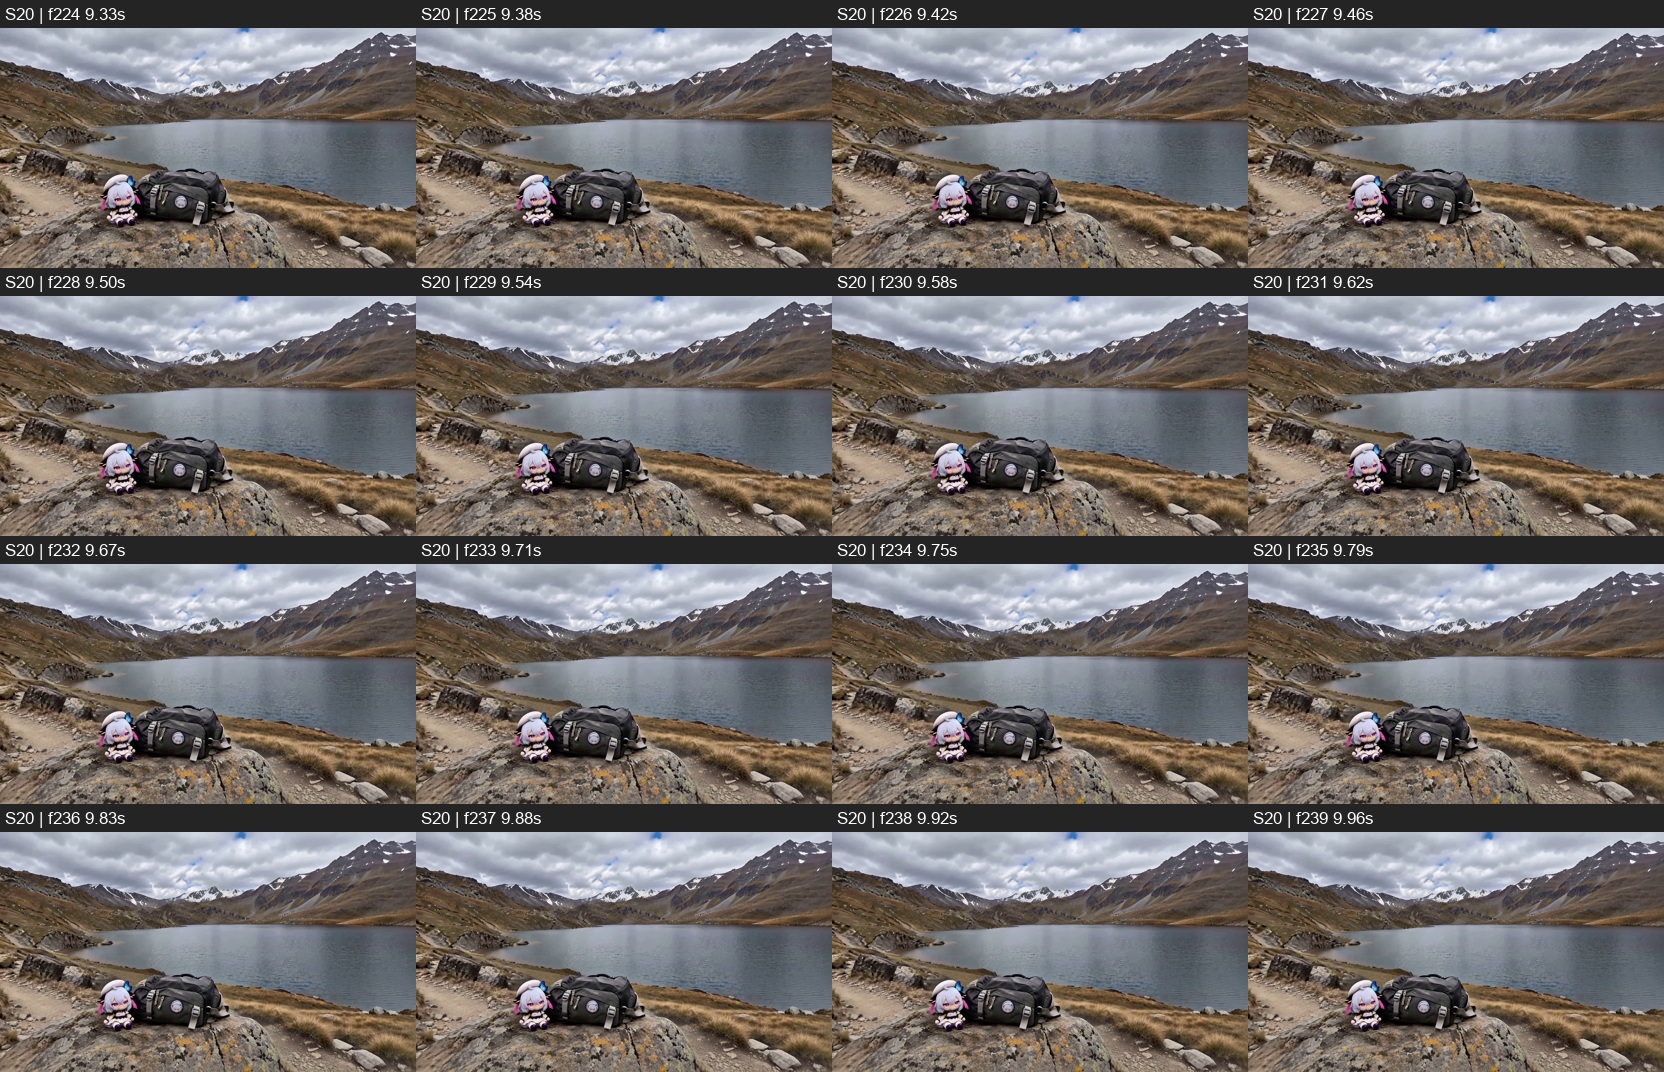 S20 | f224 9.33s
S20 | f225 9.38s
S20 | f226 9.42s
S20 | f227 9.46s
S20 | f228 9.50s
S20 | f229 9.54s
S20 | f230 9.58s
S20 | f231 9.62s
S20 | f232 9.67s
S20 | f233 9.71s
S20 | f234 9.75s
S20 | f235 9.79s
S20 | f236 9.83s
S20 | f237 9.88s
S20 | f238 9.92s
S20 | f239 9.96s